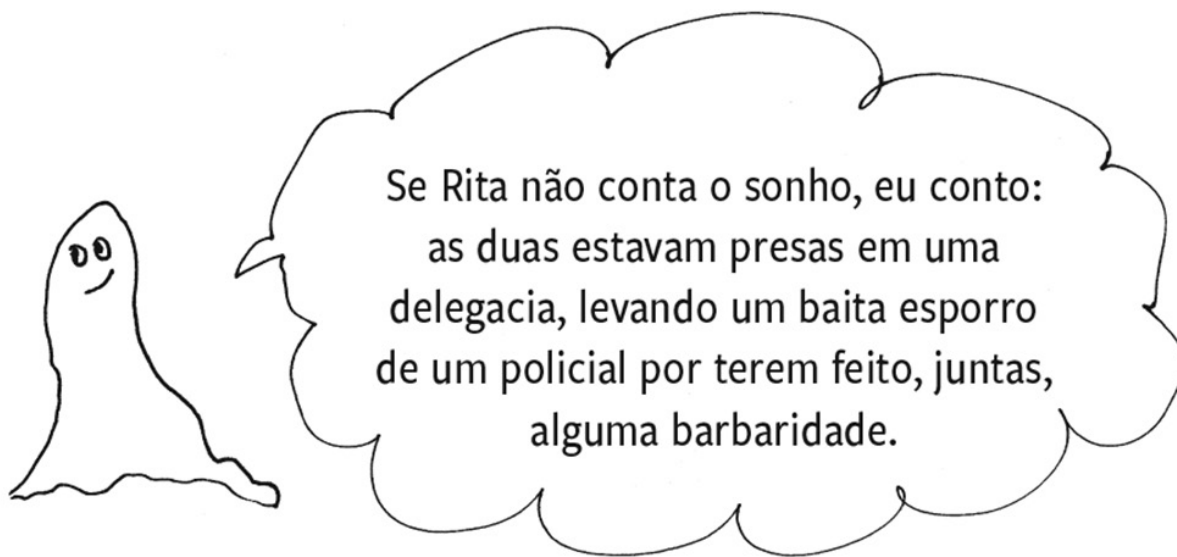 Se Rita não conta o sonho, eu conto:
as duas estavam presas em uma
delegacia, levando um baita esporro
de um policial por terem feito, juntas,
alguma barbaridade.